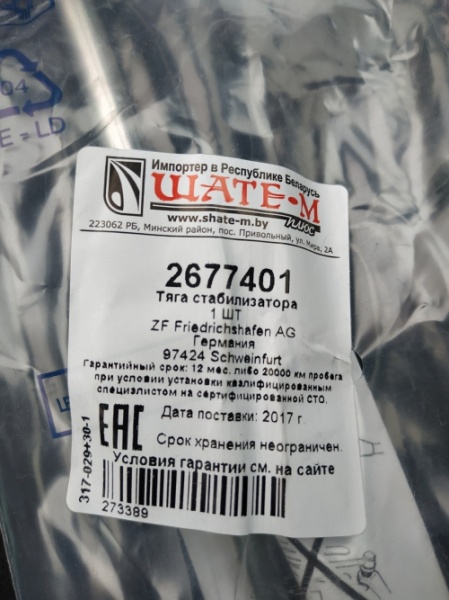 04
E = LD
Импортер в Республике Беларусь
ШАТЕ-М
плюс
www.shate-m.by
223062 РБ, Минский район, пос. Привольный, ул. Мира, 2А
2677401
Тяга стабилизатора
1 ШТ
ZF Friedrichshafen AG
Германия
97424 Schweinfurt
Гарантийный срок: 12 мес. либо 20000 км пробега
при условии установки квалифицированным
специалистом на сертифицированной СТО.
Дата поставки: 2017 г.
EAC
Срок хранения неограничен.
Условия гарантии см. на сайте
317-029+30-1
273389